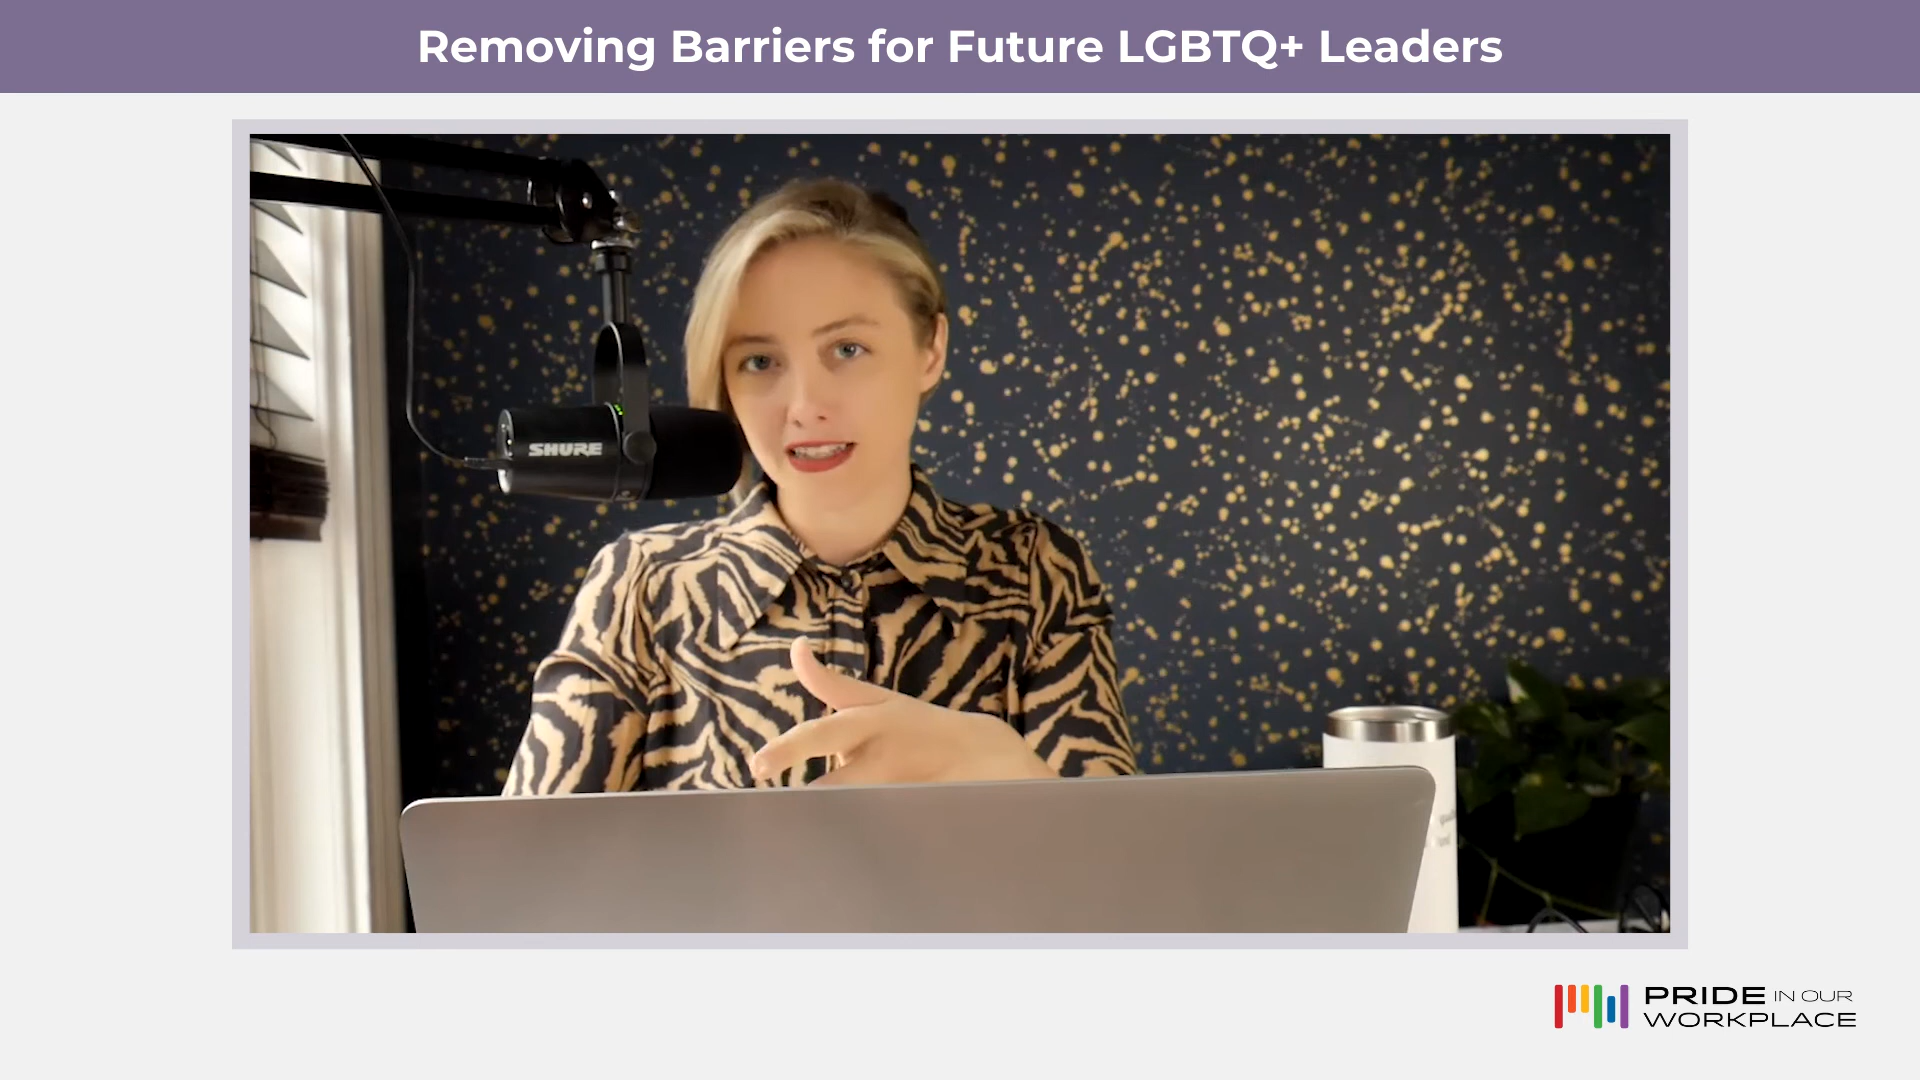 Removing Barriers for Future LGBTQ+ Leaders
SHURE
PRIDE IN OUR
WORKPLACE